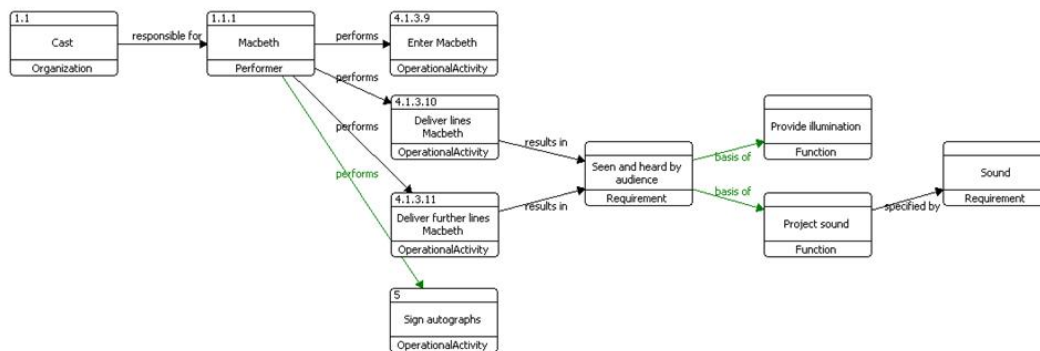 1.1
Cast
Organization
responsible for
1.1.1
Macbeth
Performer
performs
4.1.3.9
Enter Macbeth
OperationalActivity
performs
4.1.3.10
Deliver lines
Macbeth
OperationalActivity
performs
4.1.3.11
Deliver further lines
Macbeth
OperationalActivity
performs
5
Sign autographs
OperationalActivity
results in
results in
Seen and heard by
audience
Requirement
basis of
Provide illumination
Function
basis of
Project sound
Function
specified by
Sound
Requirement